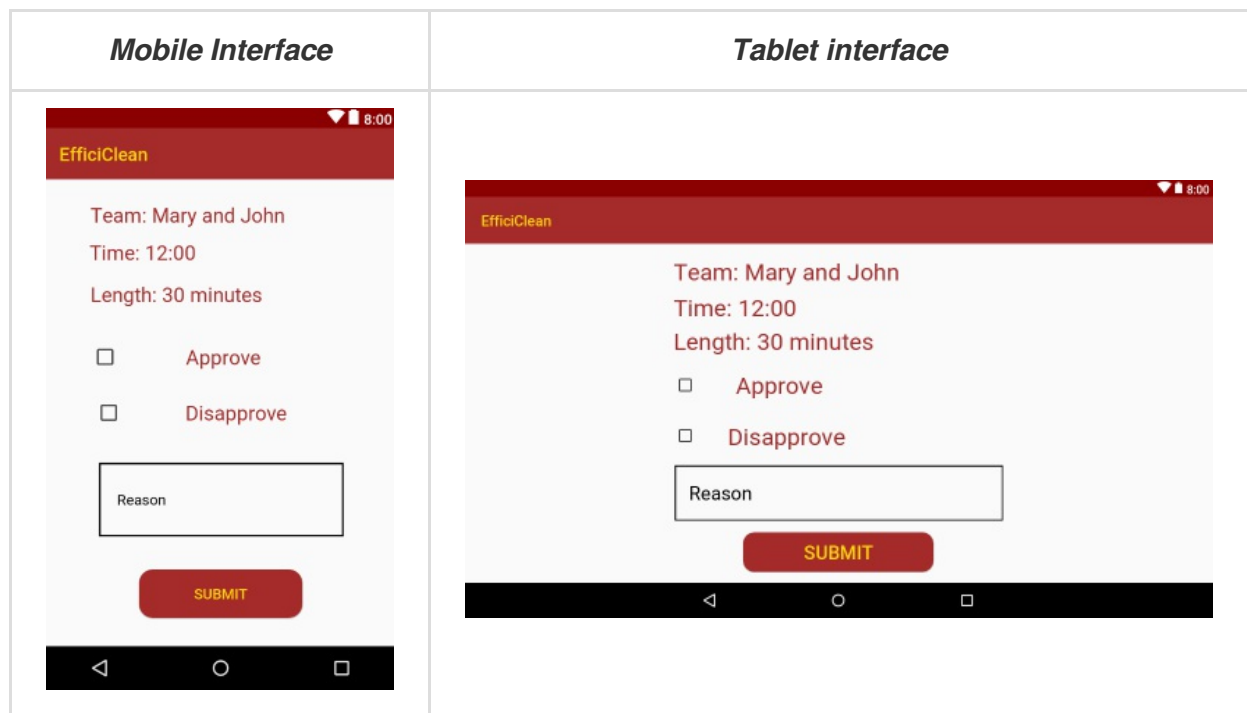 Mobile Interface
Tablet interface
8:00
EfficiClean
Team: Mary and John
Time: 12:00
Length: 30 minutes
Approve
Disapprove
Reason
SUBMIT
8:00
EfficiClean
Team: Mary and John
Time: 12:00
Length: 30 minutes
Approve
Disapprove
Reason
SUBMIT